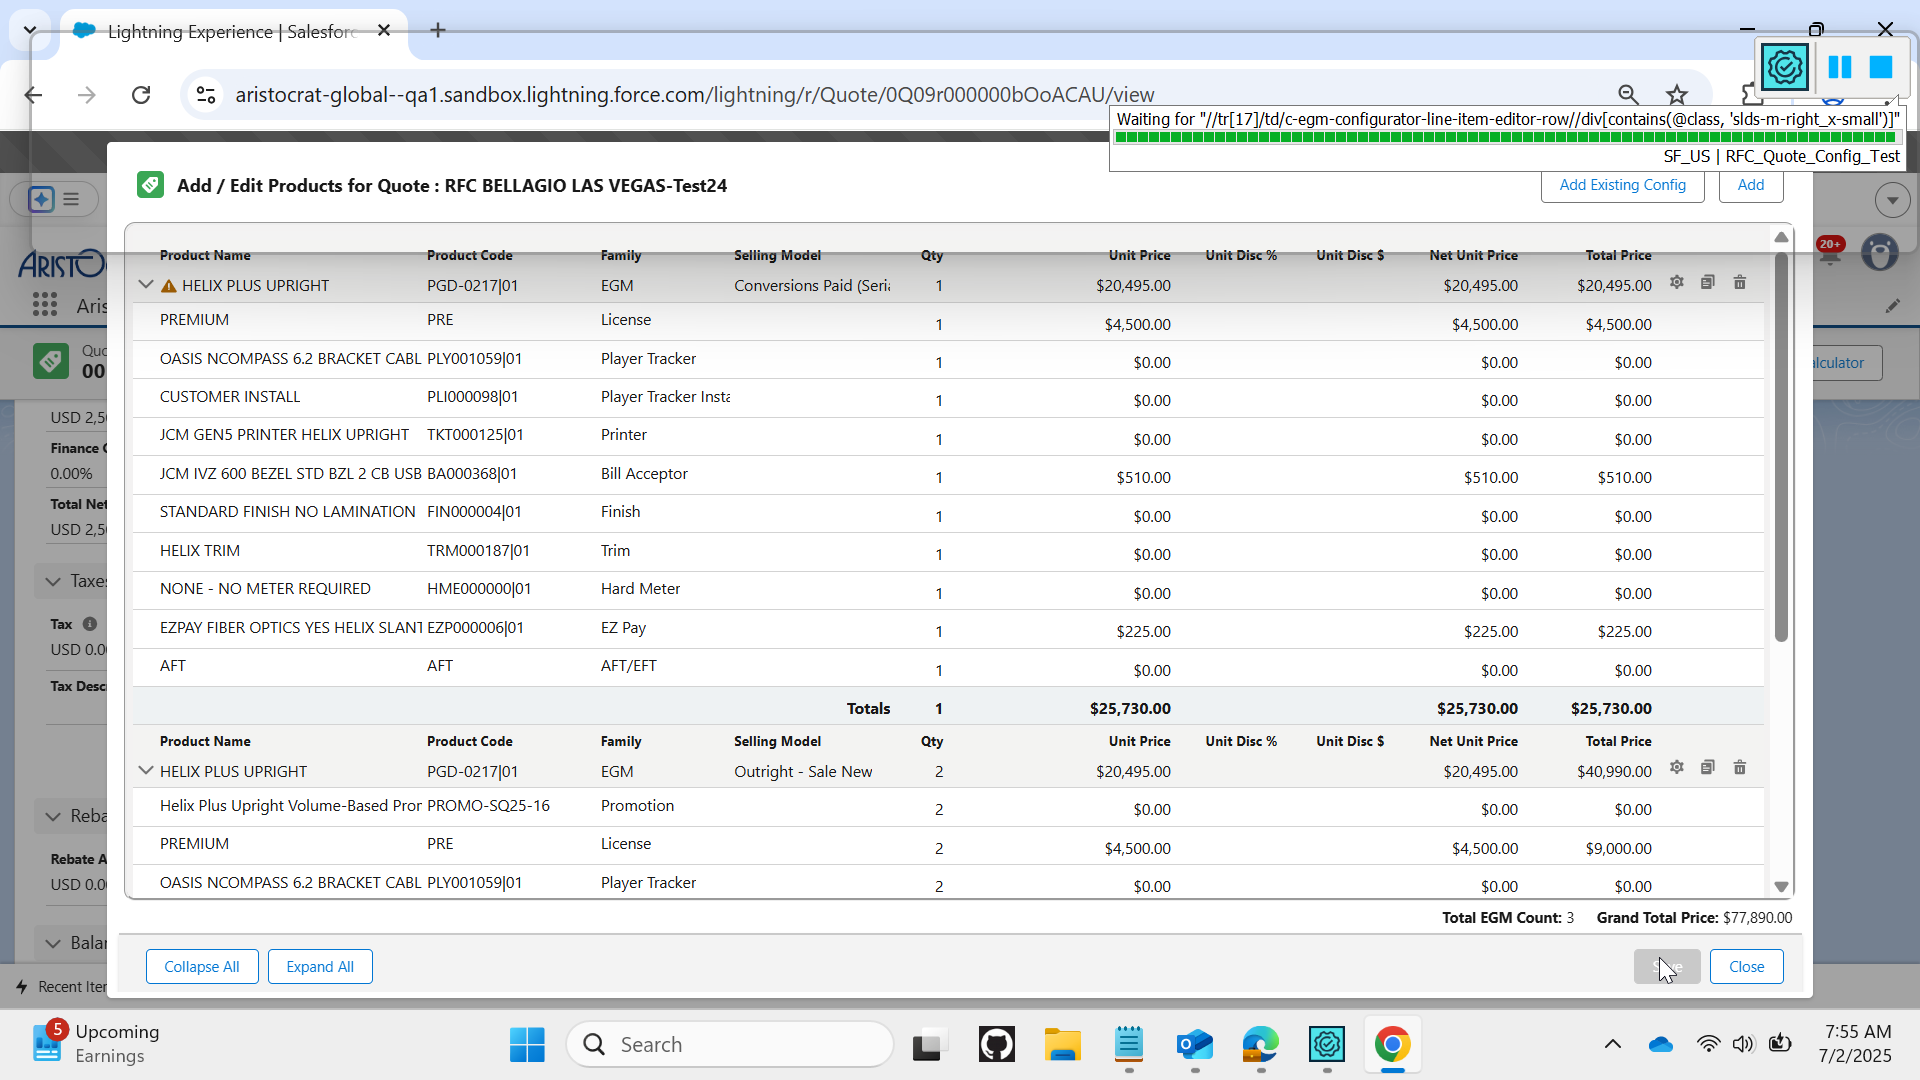 Lightning Experience | Salesforc
aristocrat-global--qa1.sandbox.lightning.force.com/lightning/r/Quote/0Q09r000000bOoACAU/view
Waiting for "//tr[17]/td/c-egm-configurator-line-item-editor-row//div[contains(@class, 'slds-m-right_x-small')]"
SF_US | RFC_Quote_Config_Test
Add / Edit Products for Quote : RFC BELLAGIO LAS VEGAS-Test24
Add Existing Config
Add
20+
Product Name Product Code Family Selling Model Qty Unit Price Unit Disc % Unit Disc $ Net Unit Price Total Price
HELIX PLUS UPRIGHT PGD-0217|01 EGM Conversions Paid (Seria 1 $20,495.00 $20,495.00 $20,495.00
PREMIUM PRE License 1 $4,500.00 $4,500.00 $4,500.00
OASIS NCOMPASS 6.2 BRACKET CABL PLY001059|01 Player Tracker 1 $0.00 $0.00 $0.00
CUSTOMER INSTALL PLI000098|01 Player Tracker Insta 1 $0.00 $0.00 $0.00
JCM GEN5 PRINTER HELIX UPRIGHT TKT000125|01 Printer 1 $0.00 $0.00 $0.00
JCM IVZ 600 BEZEL STD BZL 2 CB USB BA000368|01 Bill Acceptor 1 $510.00 $510.00 $510.00
STANDARD FINISH NO LAMINATION FIN000004|01 Finish 1 $0.00 $0.00 $0.00
HELIX TRIM TRM000187|01 Trim 1 $0.00 $0.00 $0.00
NONE - NO METER REQUIRED HME000000|01 Hard Meter 1 $0.00 $0.00 $0.00
EZPAY FIBER OPTICS YES HELIX SLANT EZP000006|01 EZ Pay 1 $225.00 $225.00 $225.00
AFT AFT AFT/EFT 1 $0.00 $0.00 $0.00
Totals 1 $25,730.00 $25,730.00 $25,730.00
Product Name Product Code Family Selling Model Qty Unit Price Unit Disc % Unit Disc $ Net Unit Price Total Price
HELIX PLUS UPRIGHT PGD-0217|01 EGM Outright - Sale New 2 $20,495.00 $20,495.00 $40,990.00
Helix Plus Upright Volume-Based Pror PROMO-SQ25-16 Promotion 2 $0.00 $0.00 $0.00
PREMIUM PRE License 2 $4,500.00 $4,500.00 $9,000.00
OASIS NCOMPASS 6.2 BRACKET CABL PLY001059|01 Player Tracker 2 $0.00 $0.00 $0.00
Total EGM Count: 3 Grand Total Price: $77,890.00
Collapse All
Expand All
Close
ARISTO
Aris
Quo
00
alculator
USD 2,50
Finance C
0.00%
Total Net
USD 2,50
Taxes
Tax
USD 0.0
Tax Desc
Reba
Rebate A
USD 0.0
Balan
Recent Iter
5
Upcoming
Earnings
Search
7:55 AM
7/2/2025